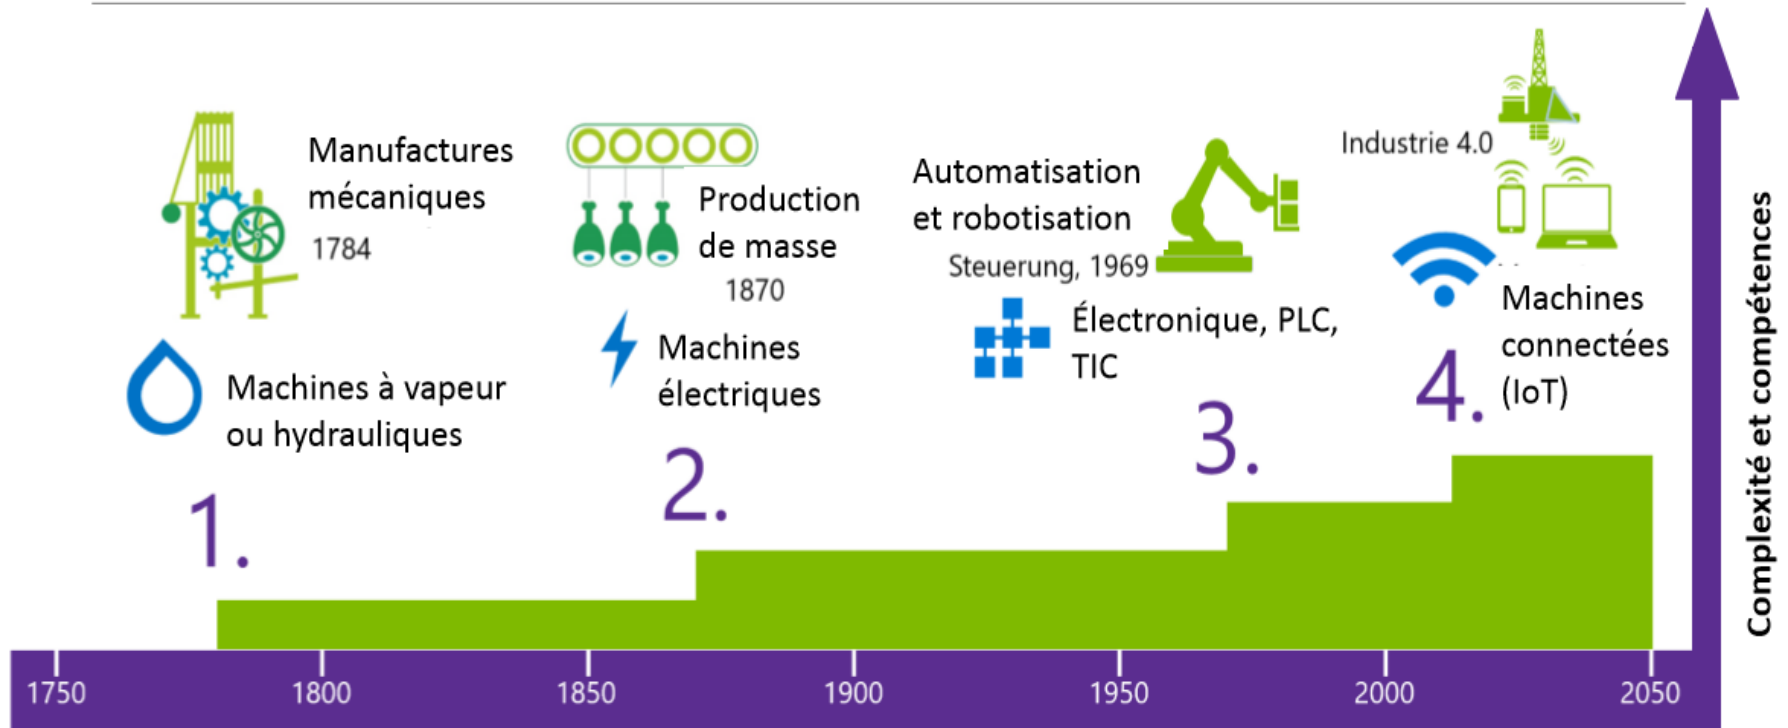 Manufactures
mécaniques
1784
Machines à vapeur
ou hydrauliques
1.
Production
de masse
1870
Machines
électriques
2.
Automatisation
et robotisation
Steuerung, 1969
Électronique, PLC,
TIC
3.
Industrie 4.0
Machines
connectées
(IoT)
4.
Complexité et compétences
1750
1800
1850
1900
1950
2000
2050